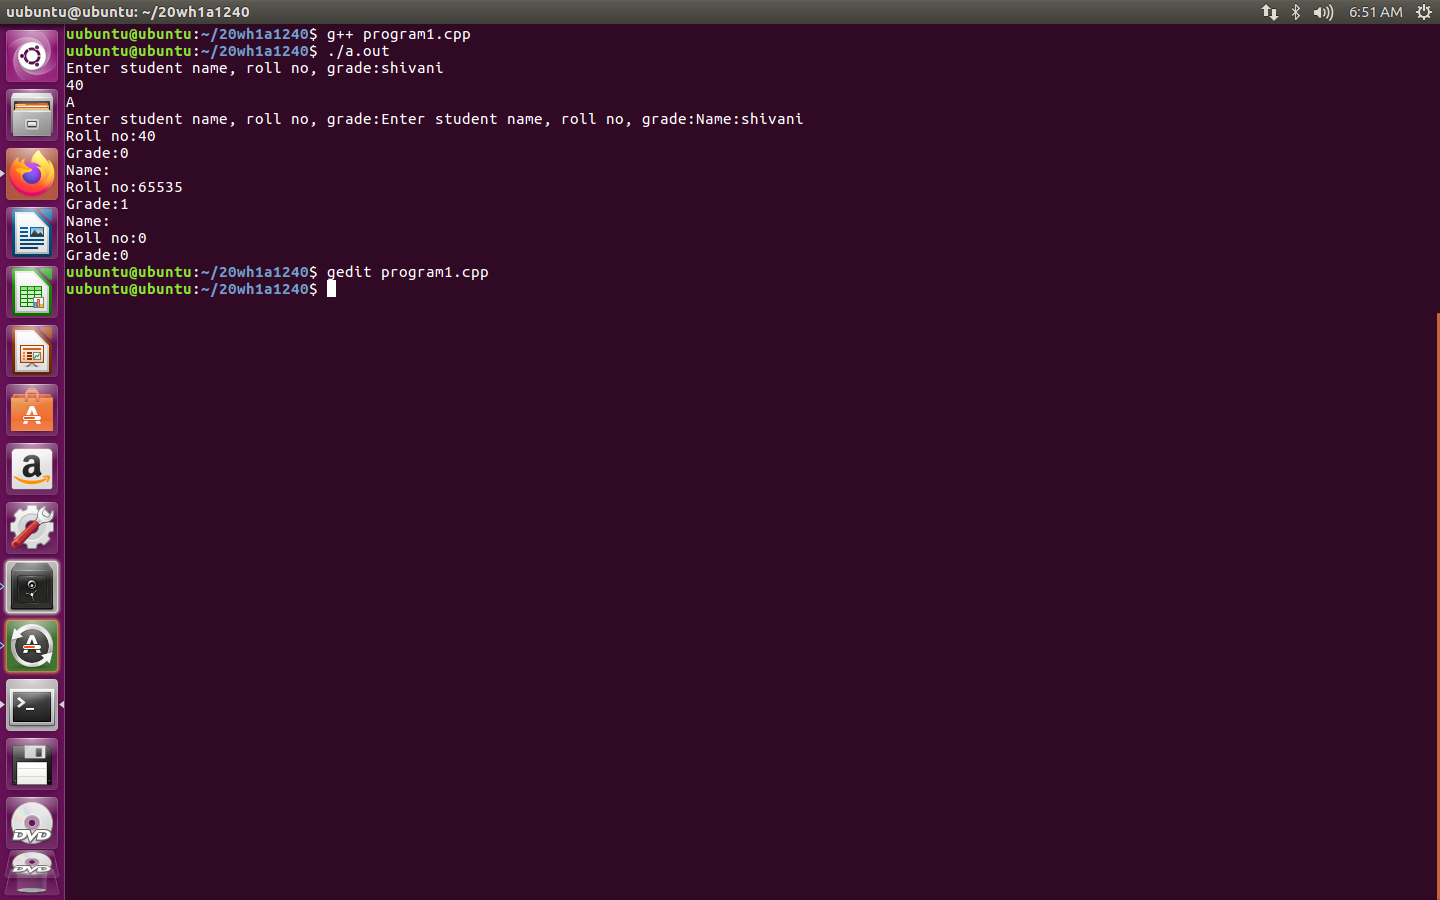 uubuntu@ubuntu: ~/20wh1a1240
6:51 AM
uubuntu@ubuntu:~/20wh1a1240$ g++ program1.cpp
uubuntu@ubuntu:~/20wh1a1240$ ./a.out
Enter student name, roll no, grade:shivani
40
A
Enter student name, roll no, grade:Enter student name, roll no, grade:Name:shivani
Roll no:40
Grade:0
Name:
Roll no:65535
Grade:1
Name:
Roll no:0
Grade:0
uubuntu@ubuntu:~/20wh1a1240$ gedit program1.cpp
uubuntu@ubuntu:~/20wh1a1240$
a
>_
DVD
DVD